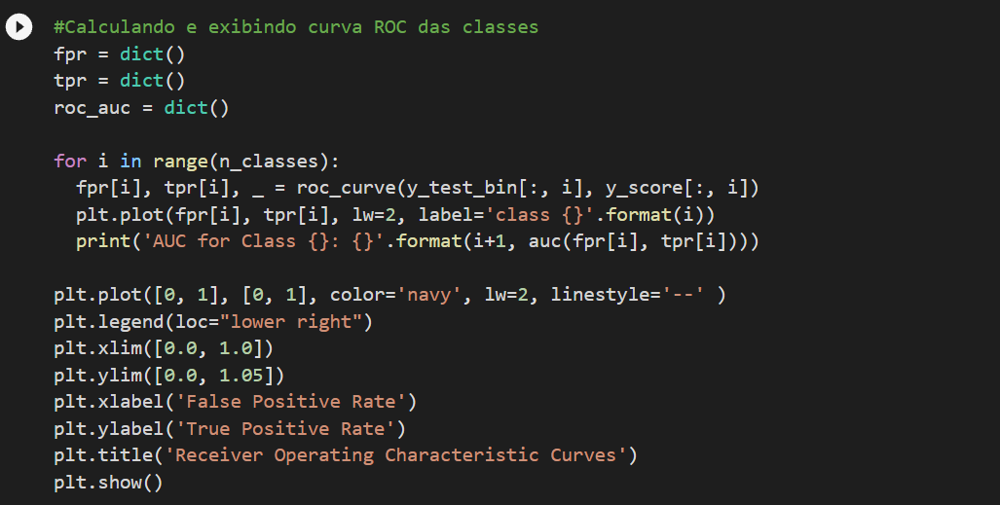 #Calculando e exibindo curva ROC das classes
fpr = dict()
tpr = dict()
roc_auc = dict()
for i in range(n_classes):
  fpr[i], tpr[i], _ = roc_curve(y_test_bin[:, i], y_score[:, i])
  plt.plot(fpr[i], tpr[i], lw=2, label='class {}'.format(i))
  print('AUC for Class {}: {}'.format(i+1, auc(fpr[i], tpr[i])))
plt.plot([0, 1], [0, 1], color='navy', lw=2, linestyle='--' )
plt.legend(loc="lower right")
plt.xlim([0.0, 1.0])
plt.ylim([0.0, 1.05])
plt.xlabel('False Positive Rate')
plt.ylabel('True Positive Rate')
plt.title('Receiver Operating Characteristic Curves')
plt.show()